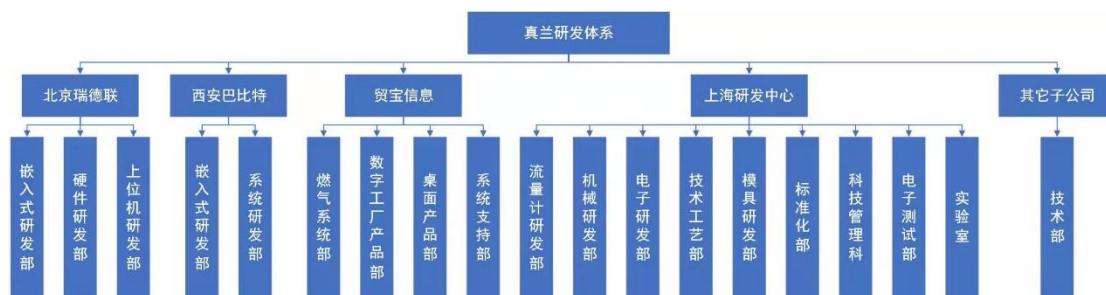 真兰研发体系
北京瑞德联
西安巴比特
贸宝信息
上海研发中心
其它子公司
嵌入式研发部
硬件研发部
上位机研发部
嵌入式研发部
系统研发部
燃气系统部
数字工厂产品部
桌面产品部
系统支持部
流量计研发部
机械研发部
电子研发部
技术工艺部
模具研发部
标准化部
科技管理科
电子测试部
实验室
技术部